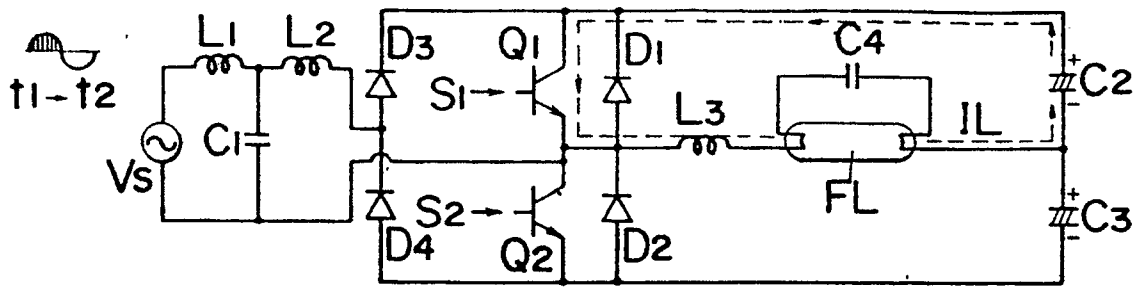 L1 L2 D3 Q1 D1 C4
t1→t2 S1 L3 IL C2
Vs C1 FL
S2 C3
D4 Q2 D2
+
-
+
-